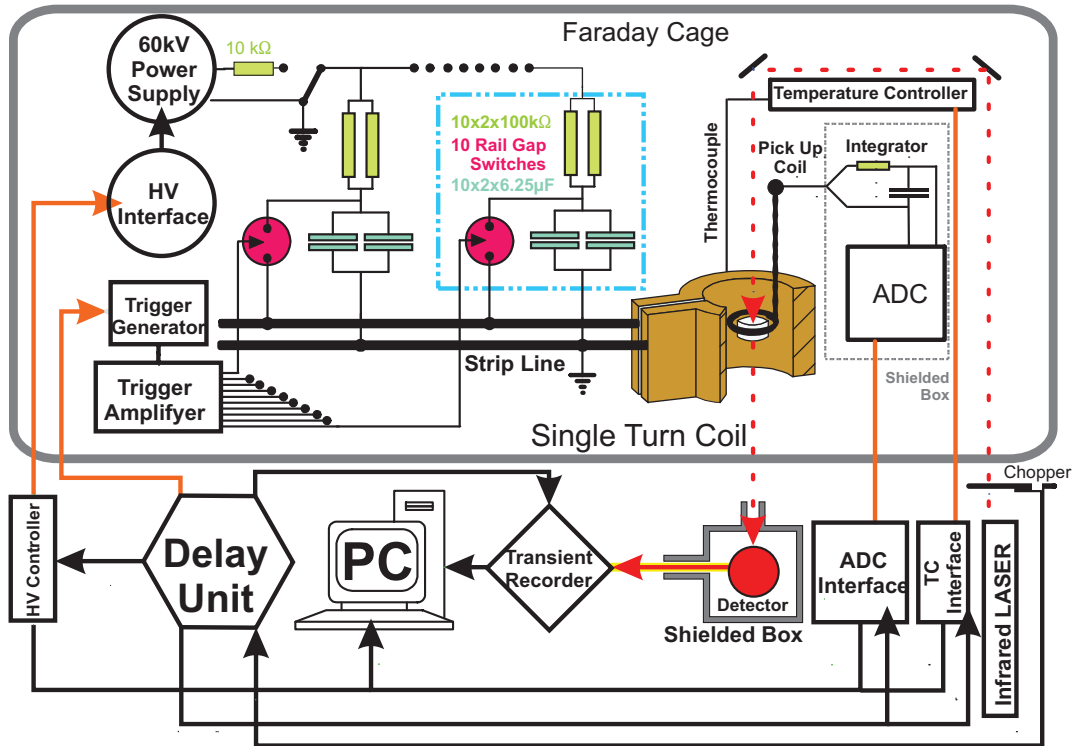 Faraday Cage
60kV
Power
Supply
10 kΩ
HV
Interface
10x2x100kΩ
10 Rail Gap
Switches
10x2x6.25µF
Temperature Controller
Thermocouple
Pick Up
Coil
Integrator
ADC
Shielded
Box
Trigger
Generator
Trigger
Amplifyer
Strip Line
Single Turn Coil
Chopper
HV Controller
Delay
Unit
PC
Transient
Recorder
Detector
Shielded Box
ADC
Interface
TC
Interface
Infrared LASER